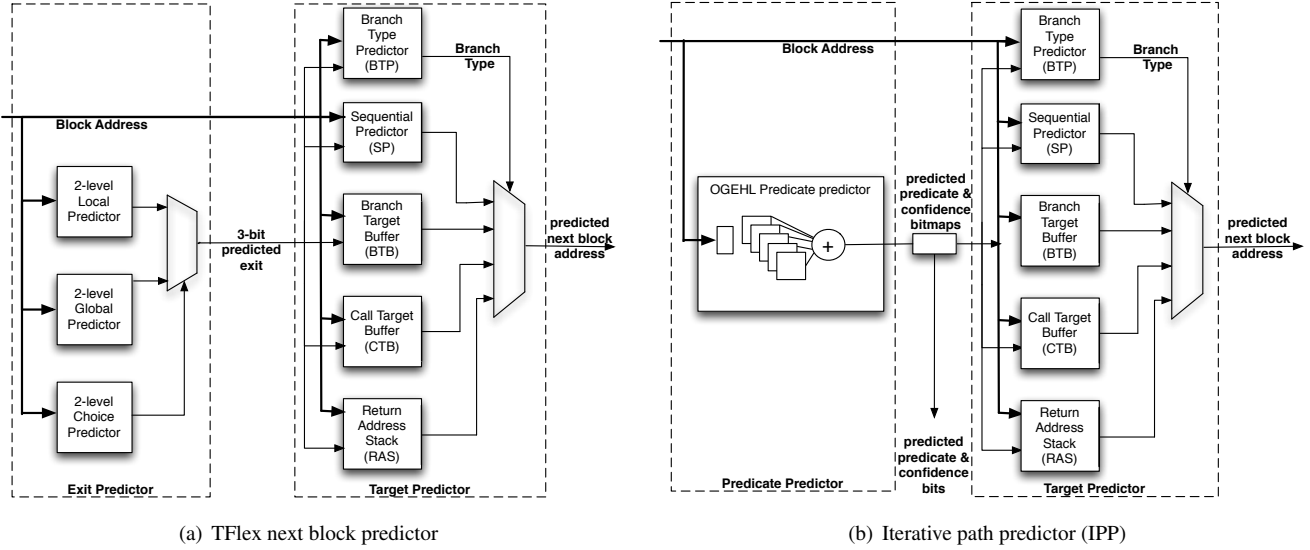 Block Address
2-level
Local
Predictor
2-level
Global
Predictor
2-level
Choice
Predictor
Exit Predictor
3-bit
predicted
exit
Branch
Type
Predictor
(BTP)
Branch
Type
Sequential
Predictor
(SP)
Branch
Target
Buffer
(BTB)
Call Target
Buffer
(CTB)
Return
Address
Stack
(RAS)
predicted
next block
address
Target Predictor
(a) TFlex next block predictor
Block Address
OGEHL Predicate predictor
+
Predicate Predictor
predicted
predicate &
confidence
bitmaps
predicted
predicate &
confidence
bits
Branch
Type
Predictor
(BTP)
Branch
Type
Sequential
Predictor
(SP)
Branch
Target
Buffer
(BTB)
Call Target
Buffer
(CTB)
Return
Address
Stack
(RAS)
predicted
next block
address
Target Predictor
(b) Iterative path predictor (IPP)